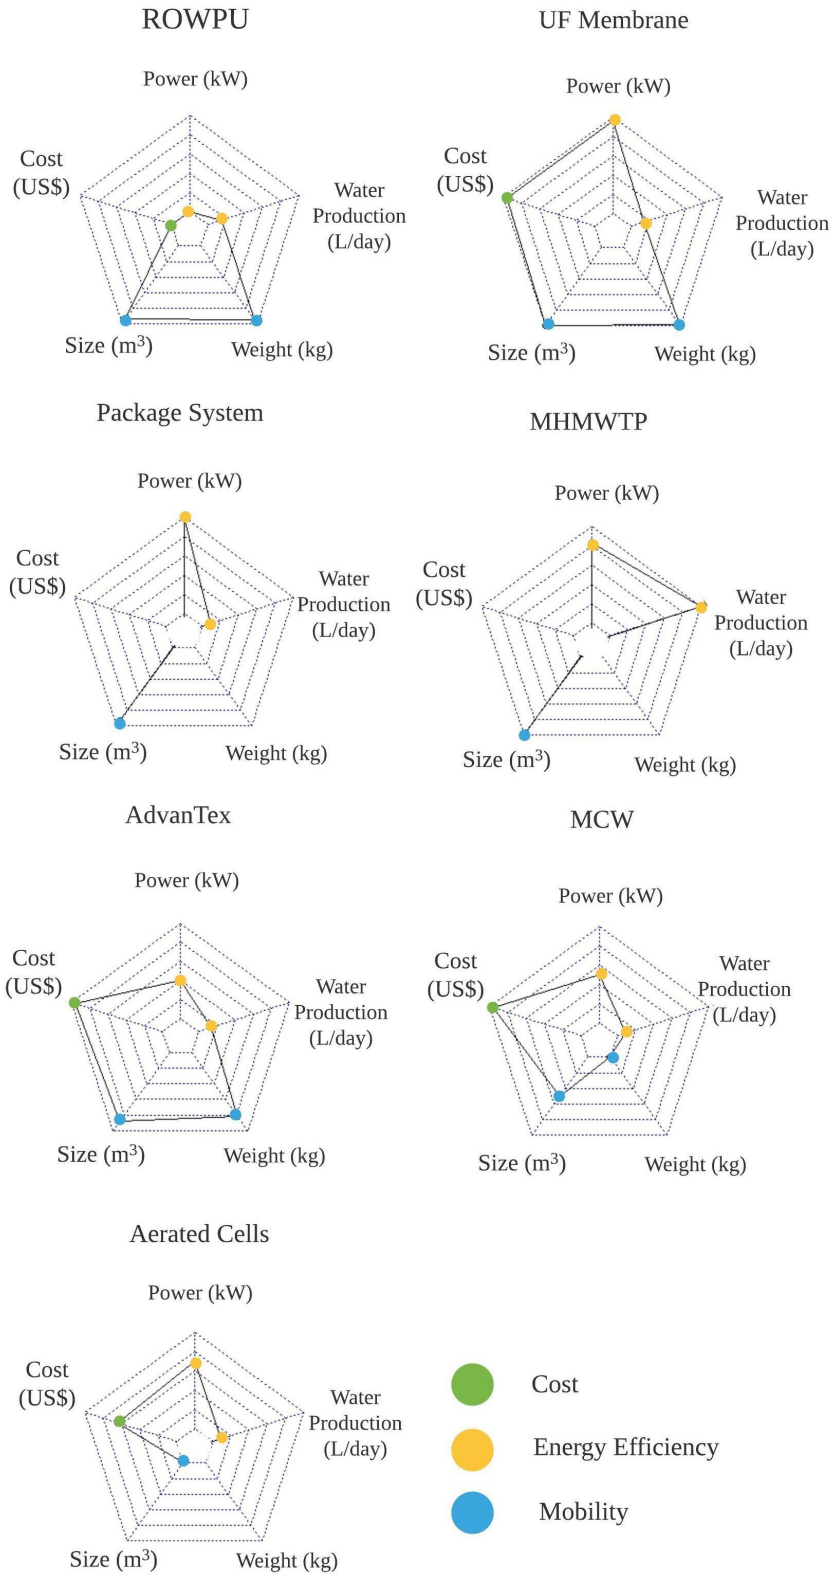 ROWPU
Power (kW)
Cost
(US$)
Water
Production
(L/day)
Size (m³)
Weight (kg)
UF Membrane
Power (kW)
Cost
(US$)
Water
Production
(L/day)
Size (m³)
Weight (kg)
Package System
Power (kW)
Cost
(US$)
Water
Production
(L/day)
Size (m³)
Weight (kg)
MHMWTP
Power (kW)
Cost
(US$)
Water
Production
(L/day)
Size (m³)
Weight (kg)
AdvanTex
Power (kW)
Cost
(US$)
Water
Production
(L/day)
Size (m³)
Weight (kg)
MCW
Power (kW)
Cost
(US$)
Water
Production
(L/day)
Size (m³)
Weight (kg)
Aerated Cells
Power (kW)
Cost
(US$)
Water
Production
(L/day)
Size (m³)
Weight (kg)
Cost
Energy Efficiency
Mobility